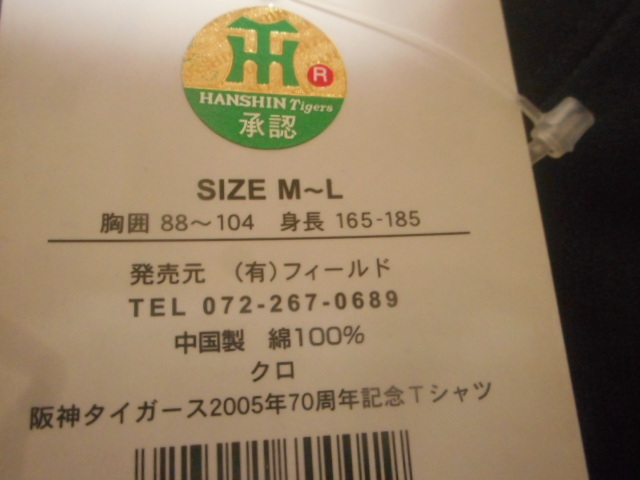 R
HANSHIN Tigers
承認
SIZE M~L
胸囲 88～104 身長 165-185
発売元 （有）フィールド
TEL 072-267-0689
中国製 綿100%
クロ
阪神タイガース2005年70周年記念Tシャツ